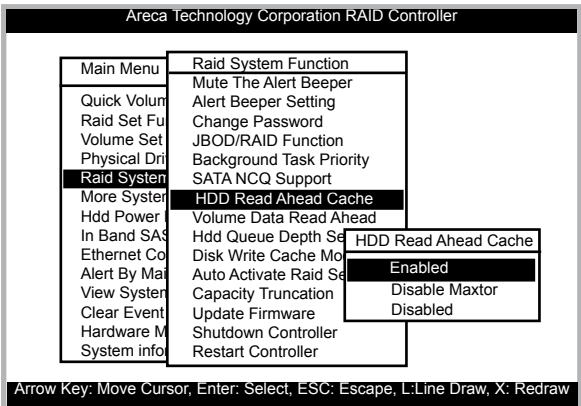 Areca Technology Corporation RAID Controller
Main Menu
Quick Volum
Raid Set Fu
Volume Set
Physical Dri
Raid System
More System
Hdd Power
In Band SAS
Ethernet Co
Alert By Mai
View System
Clear Event
Hardware M
System infor
Raid System Function
Mute The Alert Beeper
Alert Beeper Setting
Change Password
JBOD/RAID Function
Background Task Priority
SATA NCQ Support
HDD Read Ahead Cache
Volume Data Read Ahead
Hdd Queue Depth Se
Disk Write Cache Mo
Auto Activate Raid Se
Capacity Truncation
Update Firmware
Shutdown Controller
Restart Controller
HDD Read Ahead Cache
Enabled
Disable Maxtor
Disabled
Arrow Key: Move Cursor, Enter: Select, ESC: Escape, L:Line Draw, X: Redraw